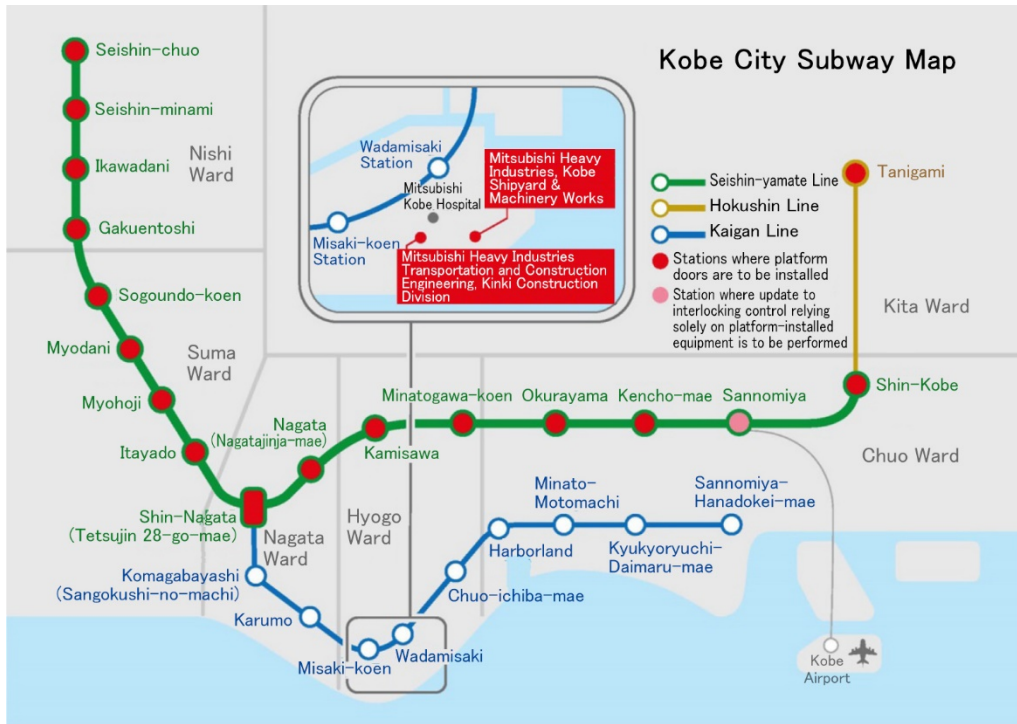 Kobe City Subway Map
Seishin-chuo
Seishin-minami
Ikawadani
Nishi
Ward
Gakuentoshi
Sogoundo-koen
Myodani
Suma
Ward
Myohoji
Itayado
Shin-Nagata
(Tetsujin 28-go-mae)
Nagata
(Nagatajinja-mae)
Kamisawa
Minatogawa-koen
Okurayama
Kencho-mae
Sannomiya
Shin-Kobe
Tanigami
Kita Ward
Chuo Ward
Wadamisaki
Station
Mitsubishi
Kobe Hospital
Misaki-koen
Station
Mitsubishi Heavy
Industries, Kobe
Shipyard &
Machinery Works
Mitsubishi Heavy Industries
Transportation and Construction
Engineering, Kinki Construction
Division
Seishin-yamate Line
Hokushin Line
Kaigan Line
Stations where platform
doors are to be installed
Station where update to
interlocking control relying
solely on platform-installed
equipment is to be performed
Nagata
Ward
Hyogo
Ward
Komagabayashi
(Sangokushi-no-machi)
Karumo
Misaki-koen
Wadamisaki
Chuo-ichiba-mae
Harborland
Minato-
Motomachi
Kyukyoryuchi-
Daimaru-mae
Sannomiya-
Hanadokei-mae
Kobe
Airport